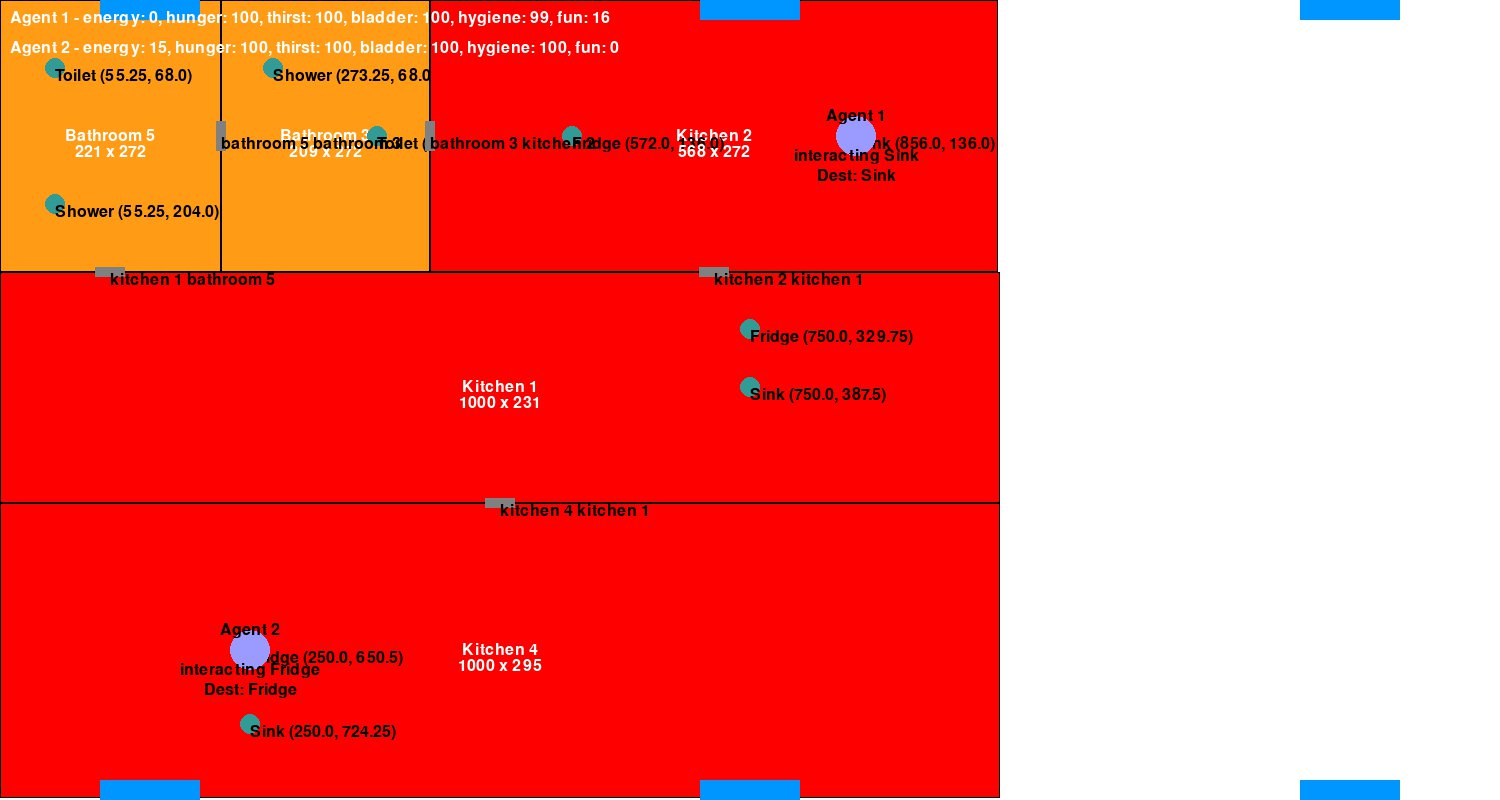 Agent 1 - energy: 0, hunger: 100, thirst: 100, bladder: 100, hygiene: 99, fun: 16
Agent 2 - energy: 15, hunger: 100, thirst: 100, bladder: 100, hygiene: 100, fun: 0
Toilet (55.25, 68.0)
Shower (273.25, 68.0
Agent 1
Bathroom 5
221 x 272
Bathroom 3
209 x 272
Kitchen 2
568 x 272
bathroom 5 bathroom 3
Toilet (
bathroom 3 kitchen 2
Fridge (572.0, 136.0)
nk (856.0, 136.0)
interacting Sink
Dest: Sink
Shower (55.25, 204.0)
kitchen 1 bathroom 5
kitchen 2 kitchen 1
Fridge (750.0, 329.75)
Kitchen 1
1000 x 231
Sink (750.0, 387.5)
kitchen 4 kitchen 1
Agent 2
dge (250.0, 650.5)
interacting Fridge
Dest: Fridge
Kitchen 4
1000 x 295
Sink (250.0, 724.25)